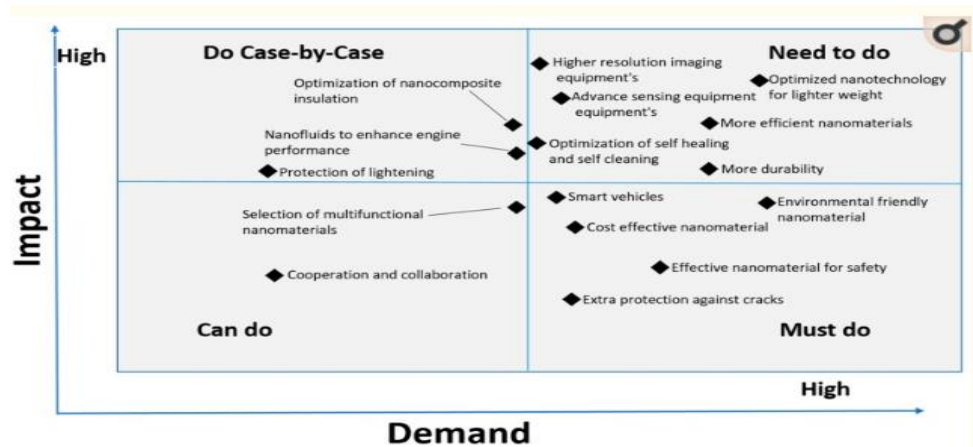 High
Do Case-by-Case
Need to do
Higher resolution imaging
equipment's
Optimized nanotechnology
for lighter weight
Optimization of nanocomposite
insulation
Advance sensing equipment
equipment's
More efficient nanomaterials
Nanofluids to enhance engine
performance
Optimization of self healing
and self cleaning
Protection of lightening
More durability
Impact
Smart vehicles
Environmental friendly
nanomaterial
Selection of multifunctional
nanomaterials
Cost effective nanomaterial
Cooperation and collaboration
Effective nanomaterial for safety
Extra protection against cracks
Can do
Must do
High
Demand